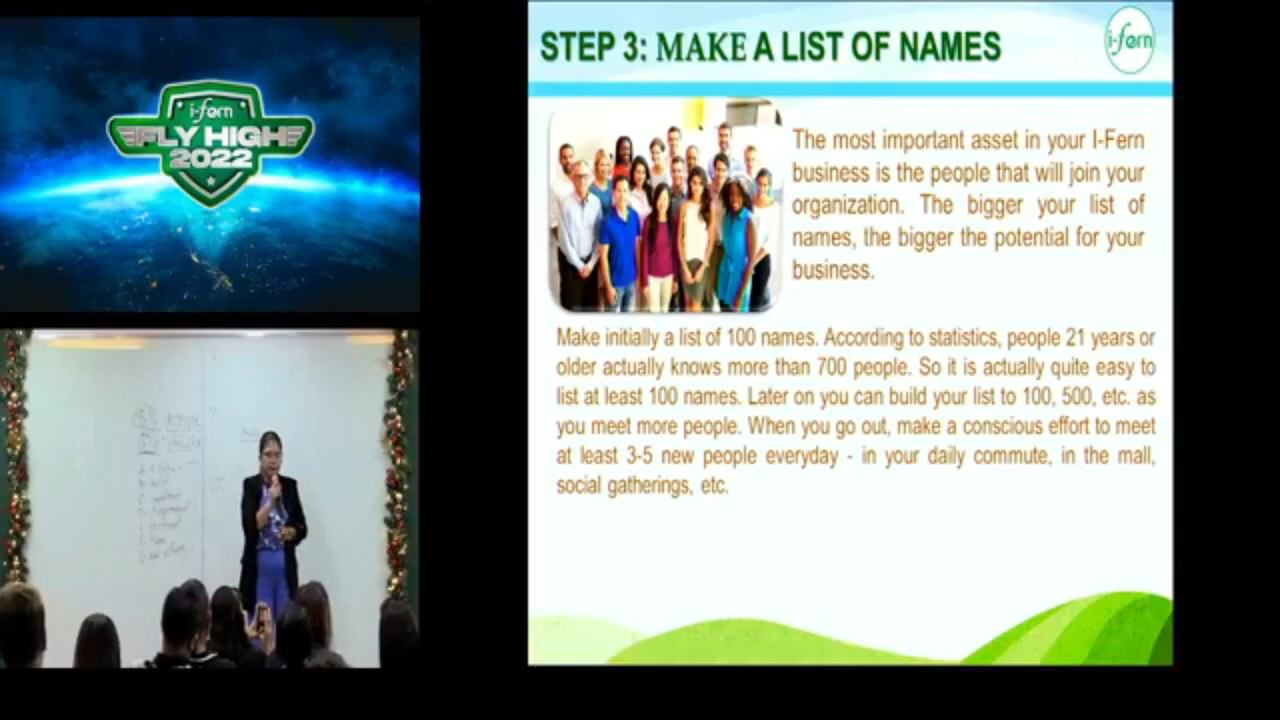 i-fern
FLY HIGH
2022
STEP 3: MAKE A LIST OF NAMES
i-fern
The most important asset in your I-Fern
business is the people that will join your
organization. The bigger your list of
names, the bigger the potential for your
business.
Make initially a list of 100 names. According to statistics, people 21 years or
older actually knows more than 700 people. So it is actually quite easy to
list at least 100 names. Later on you can build your list to 100, 500, etc. as
you meet more people. When you go out, make a conscious effort to meet
at least 3-5 new people everyday - in your daily commute, in the mall,
social gatherings, etc.